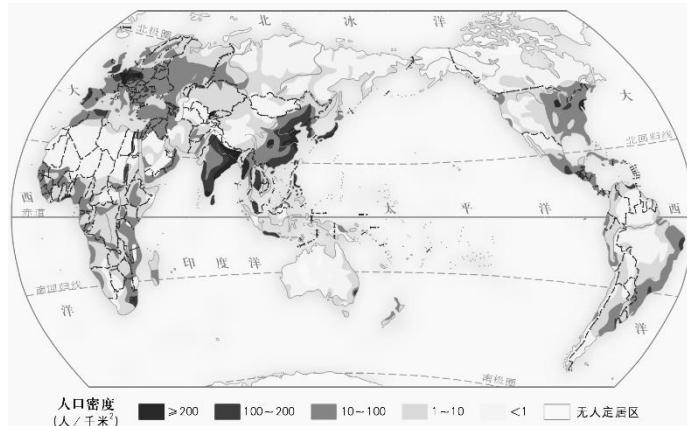 北 冰 洋
北极圈
大
大
北回归线
西
赤道
太 平 洋
西
印 度 洋
南回归线
洋
洋
南极圈
人口密度
(人/千米²)
≥200
100~200
10~100
1~10
<1
无人定居区